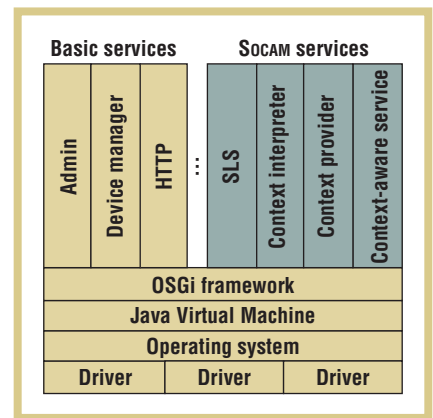 Basic services
SOCAM services
Admin
Device manager
HTTP
...
SLS
Context interpreter
Context provider
Context-aware service
OSGi framework
Java Virtual Machine
Operating system
Driver Driver Driver